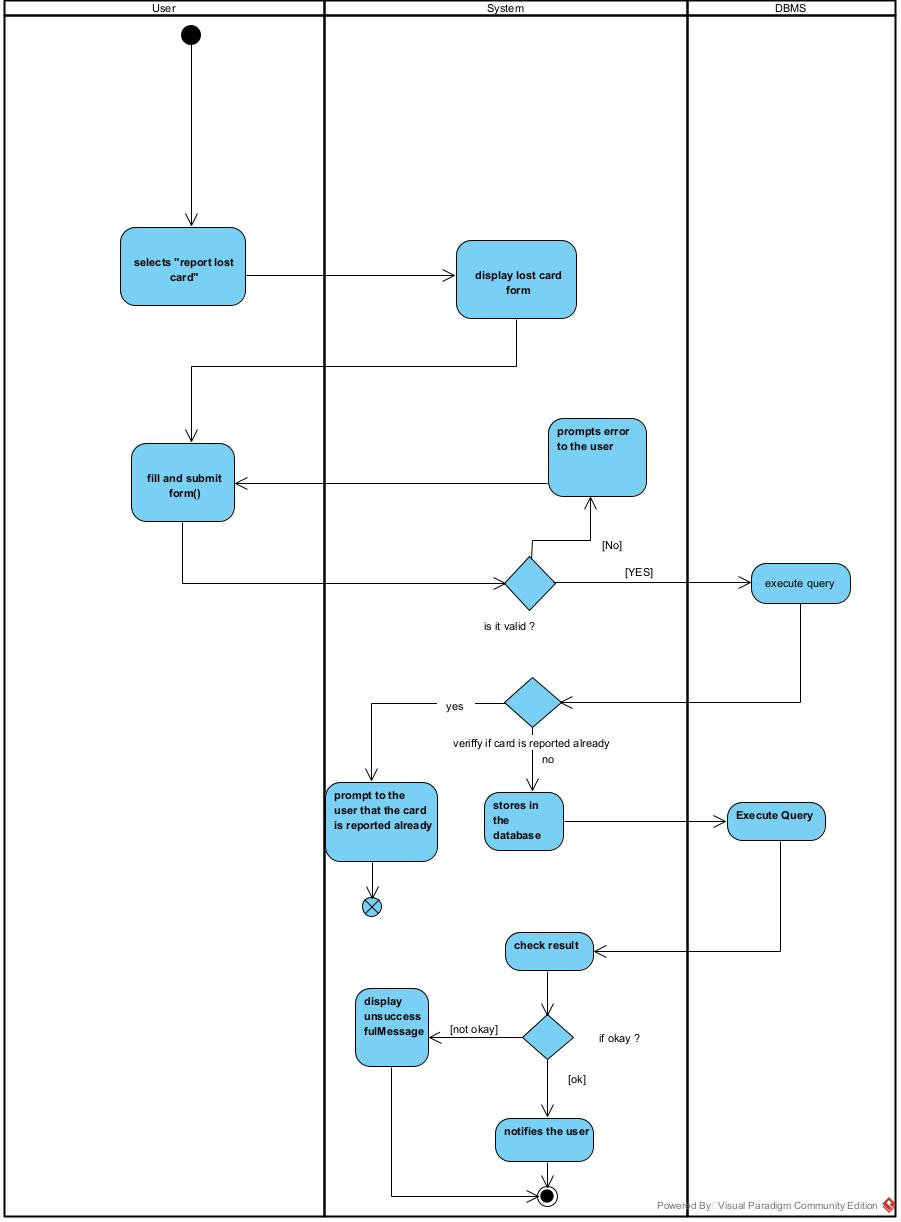 User
System
DBMS
selects "report lost
card"
display lost card
form
prompts error
to the user
fill and submit
form()
[No]
[YES]
execute query
is it valid ?
yes
veriffy if card is reported already
no
prompt to the
user that the card
is reported already
stores in
the
database
Execute Query
check result
display
unsuccess
fulMessage
[not okay]
if okay ?
[ok]
notifies the user
Powered By Visual Paradigm Community Edition